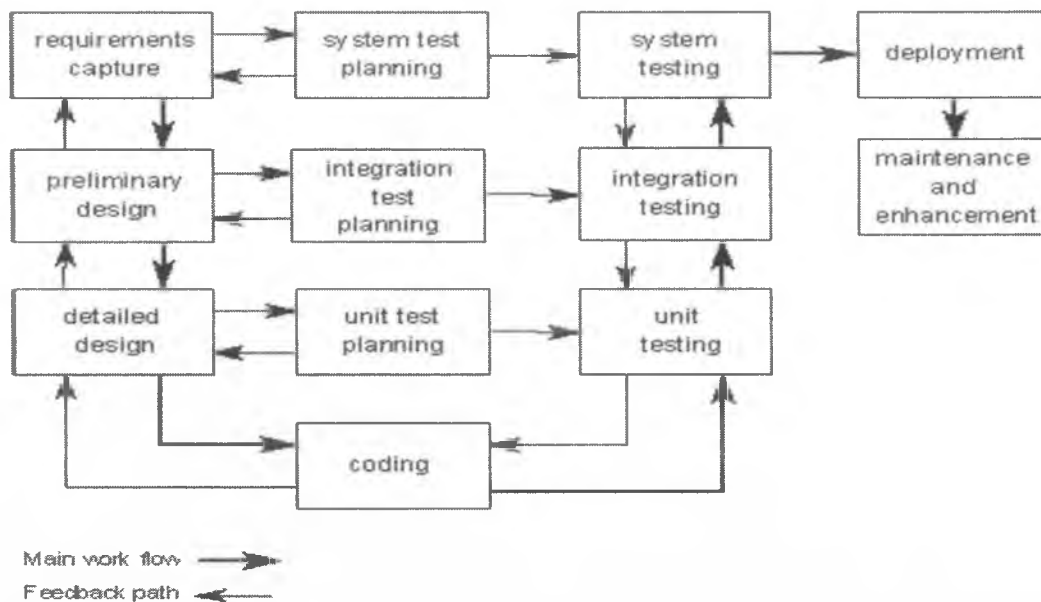 requirements
capture
system test
planning
system
testing
deployment
preliminary
design
integration
test
planning
integration
testing
maintenance
and
enhancement
detailed
design
unit test
planning
unit
testing
coding
Main work flow
Feedback path